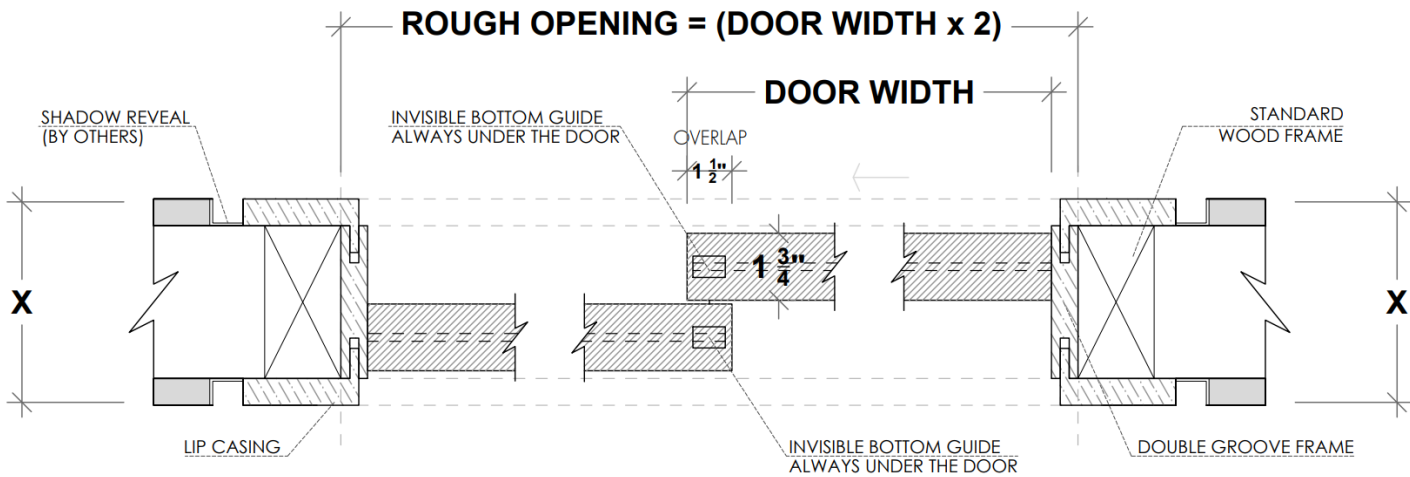 ROUGH OPENING = (DOOR WIDTH x 2)
DOOR WIDTH
SHADOW REVEAL
(BY OTHERS)
INVISIBLE BOTTOM GUIDE
ALWAYS UNDER THE DOOR
OVERLAP
1 1/2"
STANDARD
WOOD FRAME
1 3/4"
X
X
LIP CASING
INVISIBLE BOTTOM GUIDE
ALWAYS UNDER THE DOOR
DOUBLE GROOVE FRAME